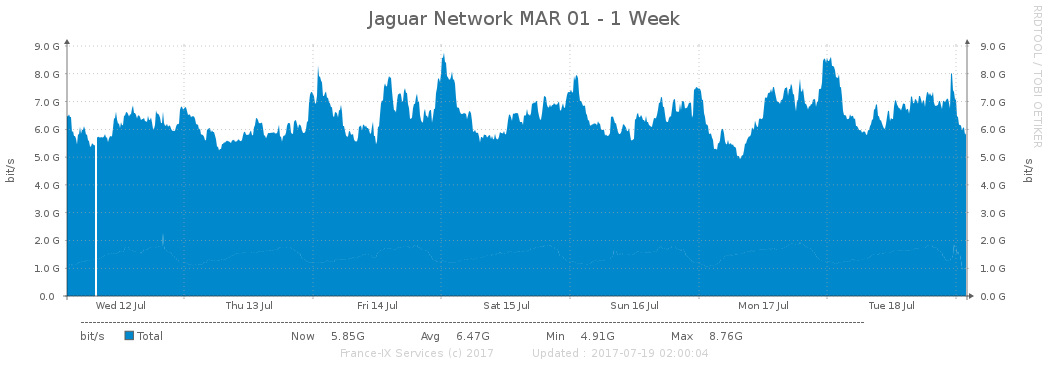 Jaguar Network MAR 01 - 1 Week
RRDTOOL / TOBI OETIKER
9.0 G 9.0 G
8.0 G 8.0 G
7.0 G 7.0 G
6.0 G 6.0 G
5.0 G 5.0 G
4.0 G 4.0 G
3.0 G 3.0 G
2.0 G 2.0 G
1.0 G 1.0 G
0.0 0.0 G
bit/s bit/s
Wed 12 Jul Thu 13 Jul Fri 14 Jul Sat 15 Jul Sun 16 Jul Mon 17 Jul Tue 18 Jul
bit/s Total Now 5.85G Avg 6.47G Min 4.91G Max 8.76G
France-IX Services (c) 2017 Updated : 2017-07-19 02:00:04